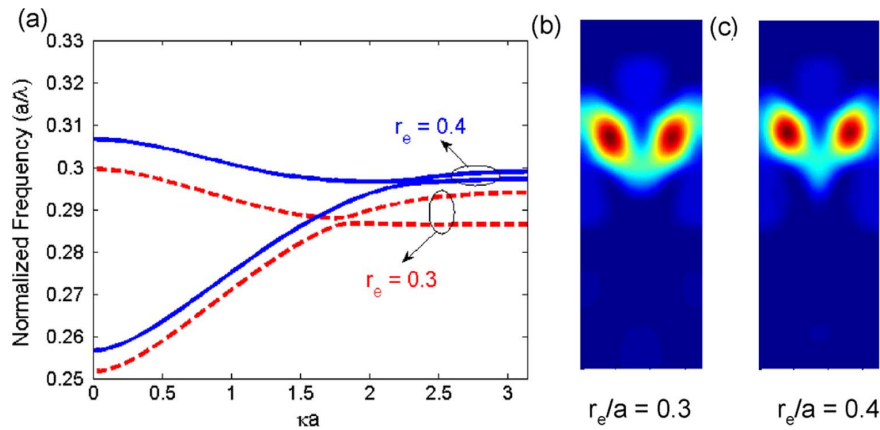 (a)
(b)
(c)
0.33
0.32
0.31
0.3
0.29
0.28
0.27
0.26
0.25
Normalized Frequency (a/λ)
r_e = 0.4
r_e = 0.3
0
0.5
1
1.5
2
2.5
3
κa
r_e/a = 0.3
r_e/a = 0.4